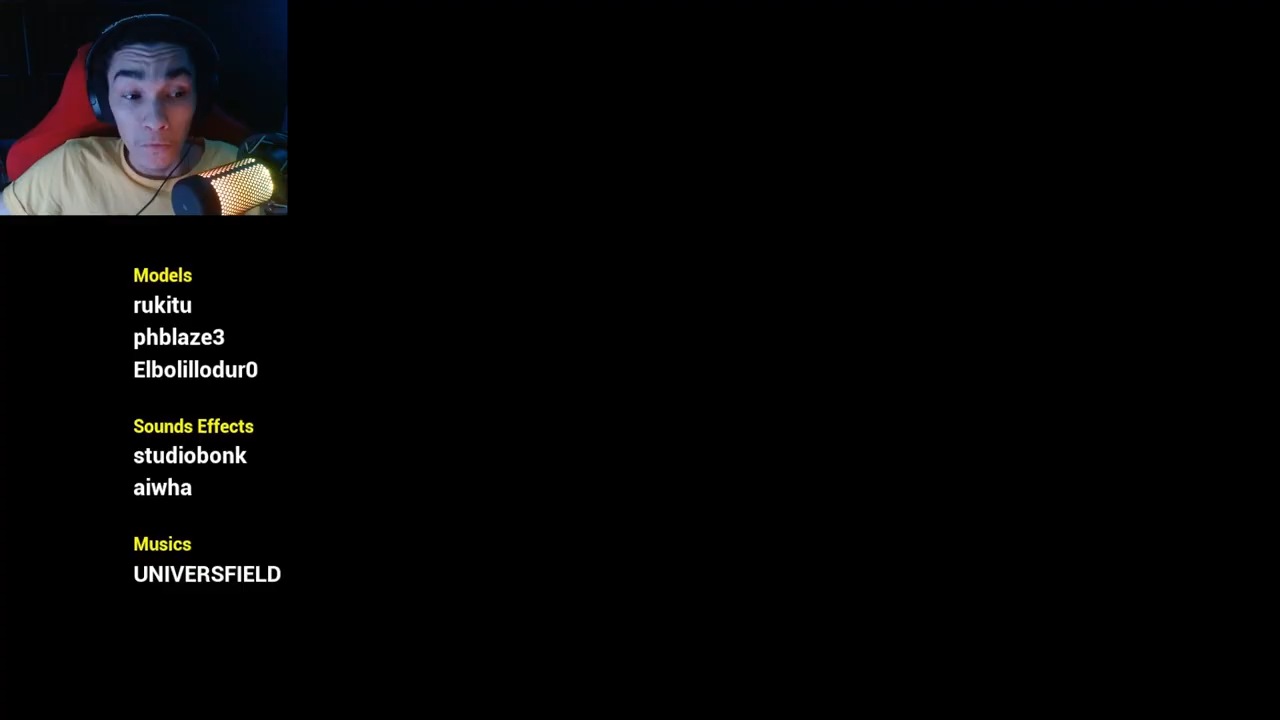 Models
rukitu
phblaze3
Elbolillodur0
Sounds Effects
studiobonk
aiwha
Musics
UNIVERSFIELD